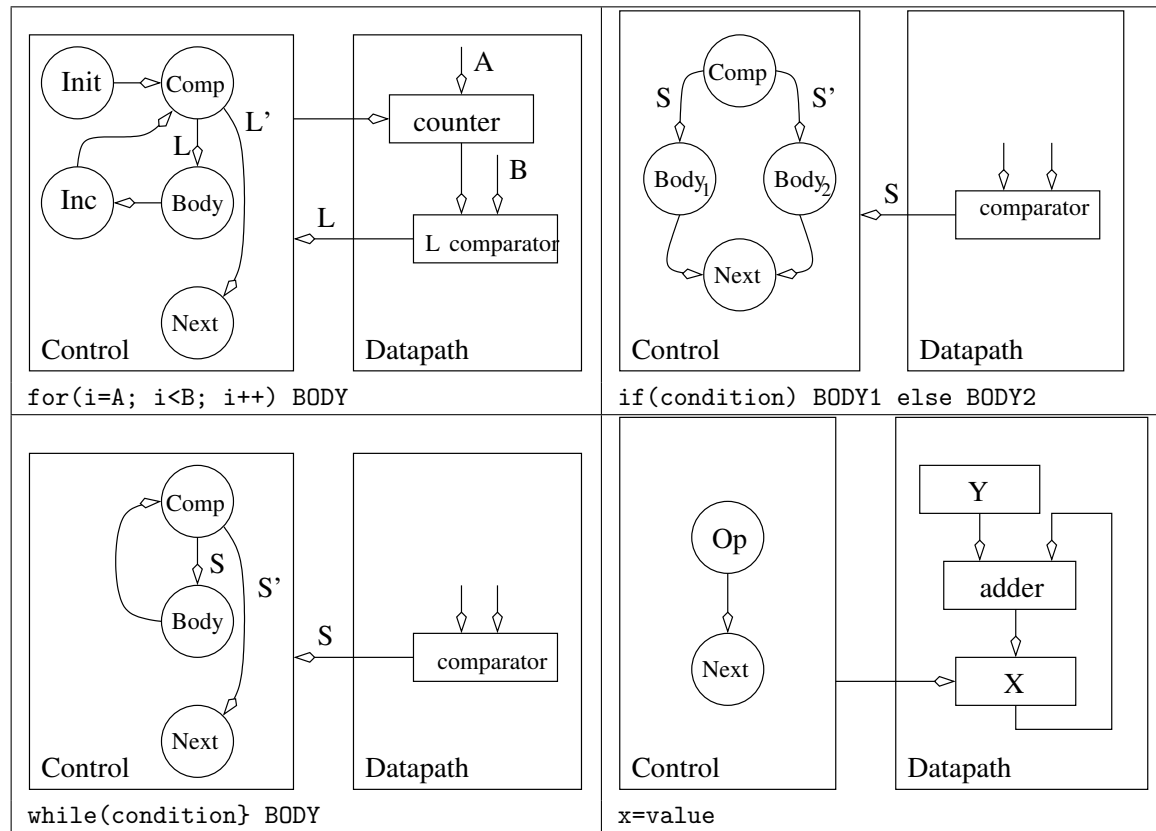 Init
Comp
A
L'
counter
L
B
Inc
Body
L
L comparator
Next
Control
Datapath
for(i=A; i<B; i++) BODY
Comp
S
S'
Body1
Body2
S
comparator
Next
Control
Datapath
if(condition) BODY1 else BODY2
Comp
S
S'
Body
S
comparator
Next
Control
Datapath
while(condition} BODY
Y
Op
adder
Next
X
Control
Datapath
x=value